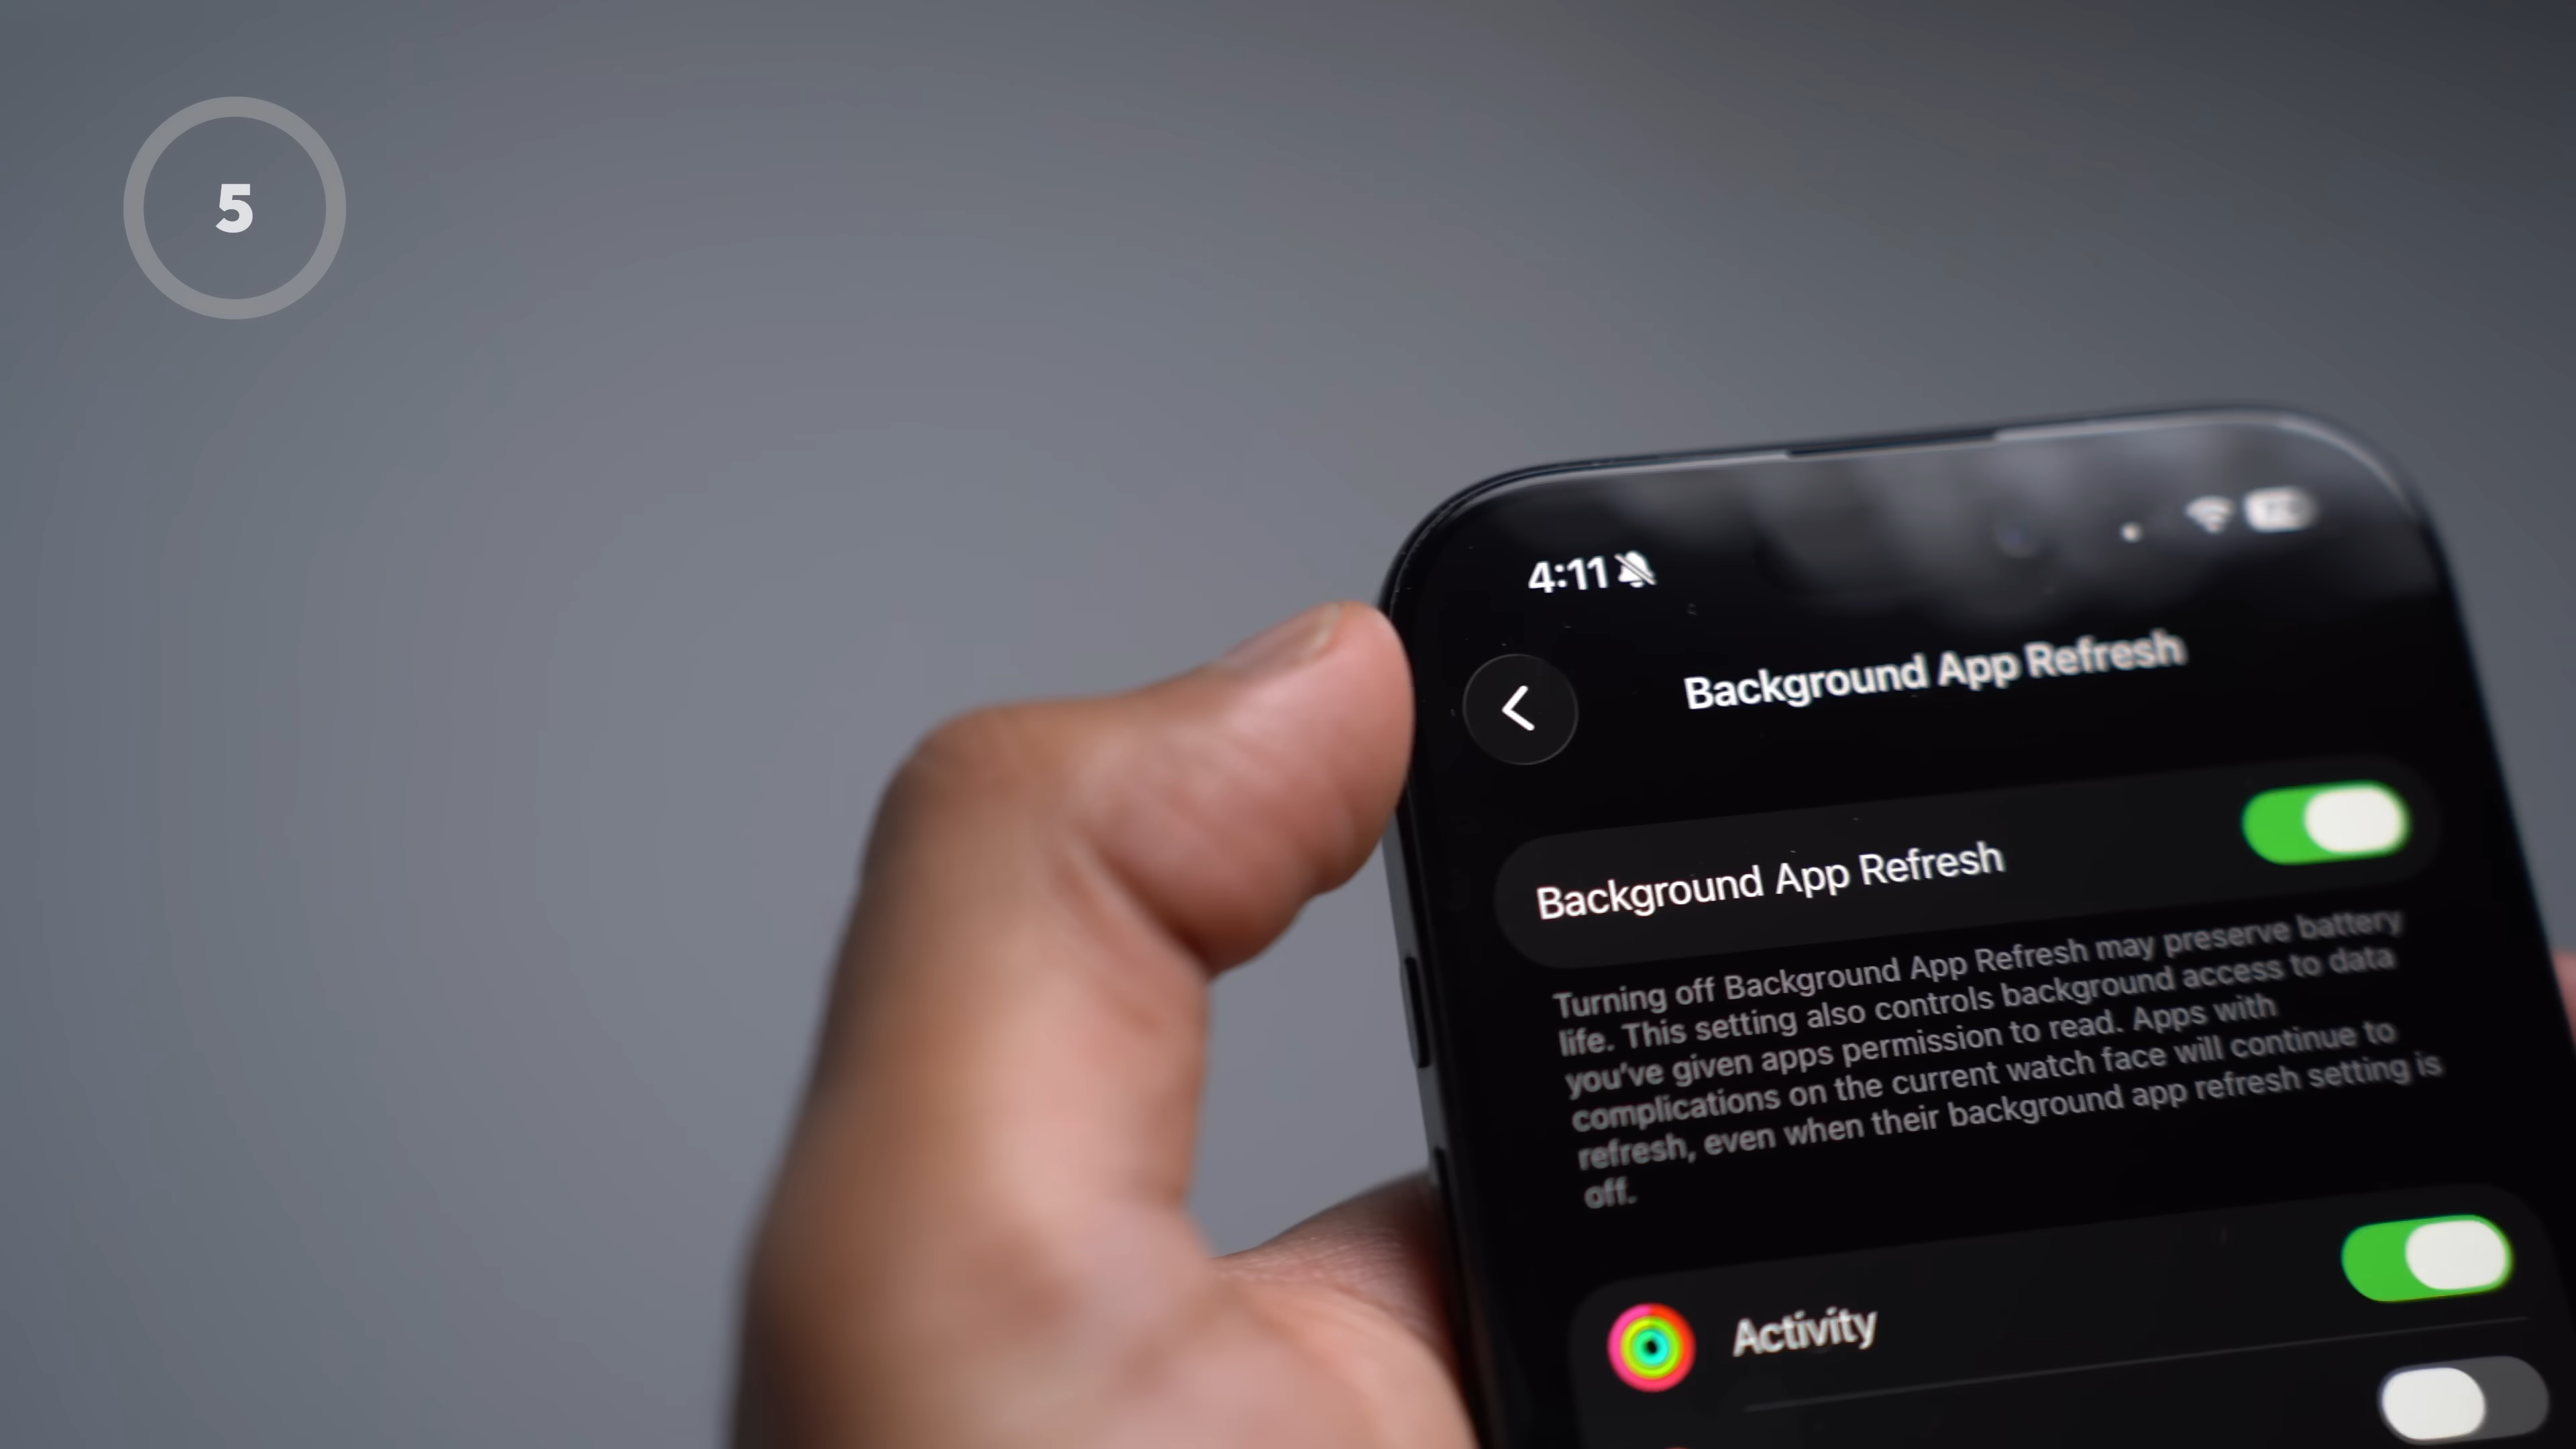 5
4:11
Background App Refresh
Background App Refresh
Turning off Background App Refresh may preserve battery
life. This setting also controls background access to data
you've given apps permission to read. Apps with
complications on the current watch face will continue to
refresh, even when their background app refresh setting is
off.
Activity